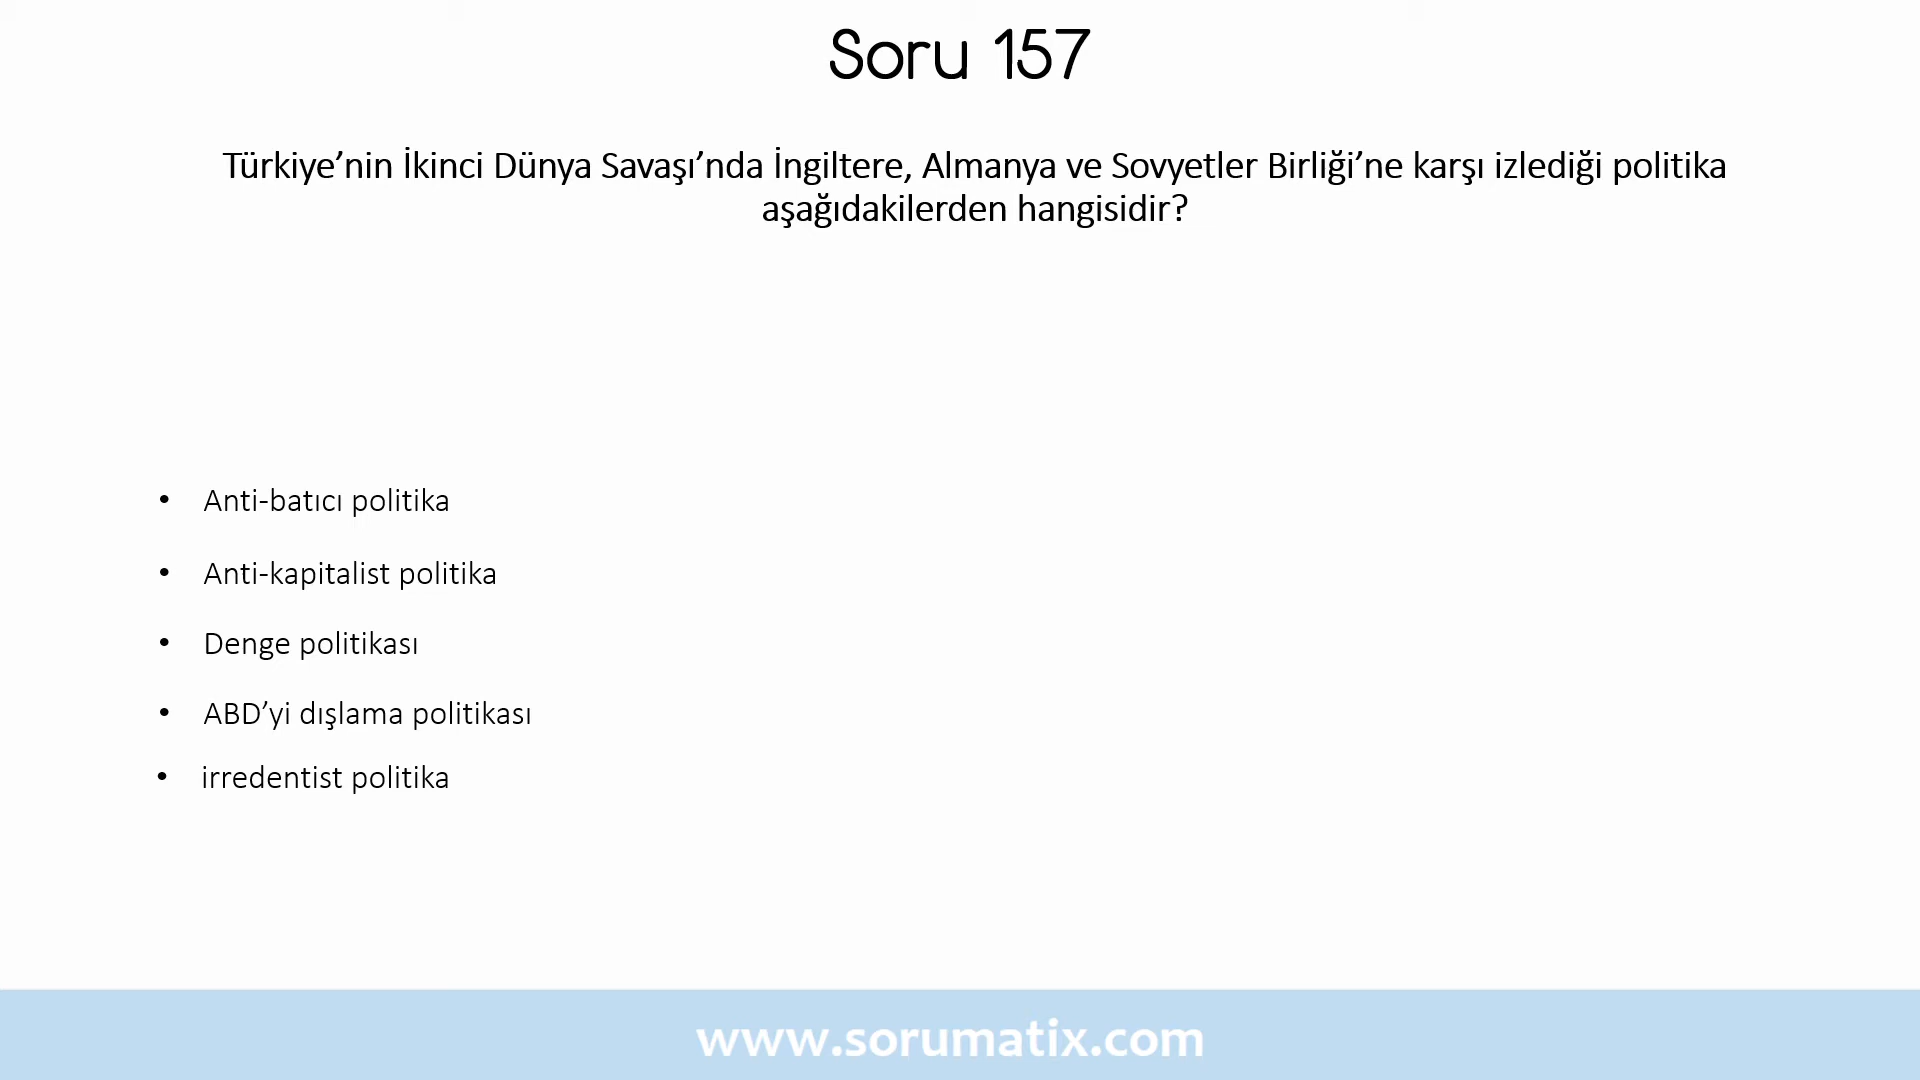 Soru 157
Türkiye’nin İkinci Dünya Savaşı’nda İngiltere, Almanya ve Sovyetler Birliği’ne karşı izlediği politika
aşağıdakilerden hangisidir?
• Anti-batıcı politika
• Anti-kapitalist politika
• Denge politikası
• ABD’yi dışlama politikası
• irredentist politika
www.sorumatix.com